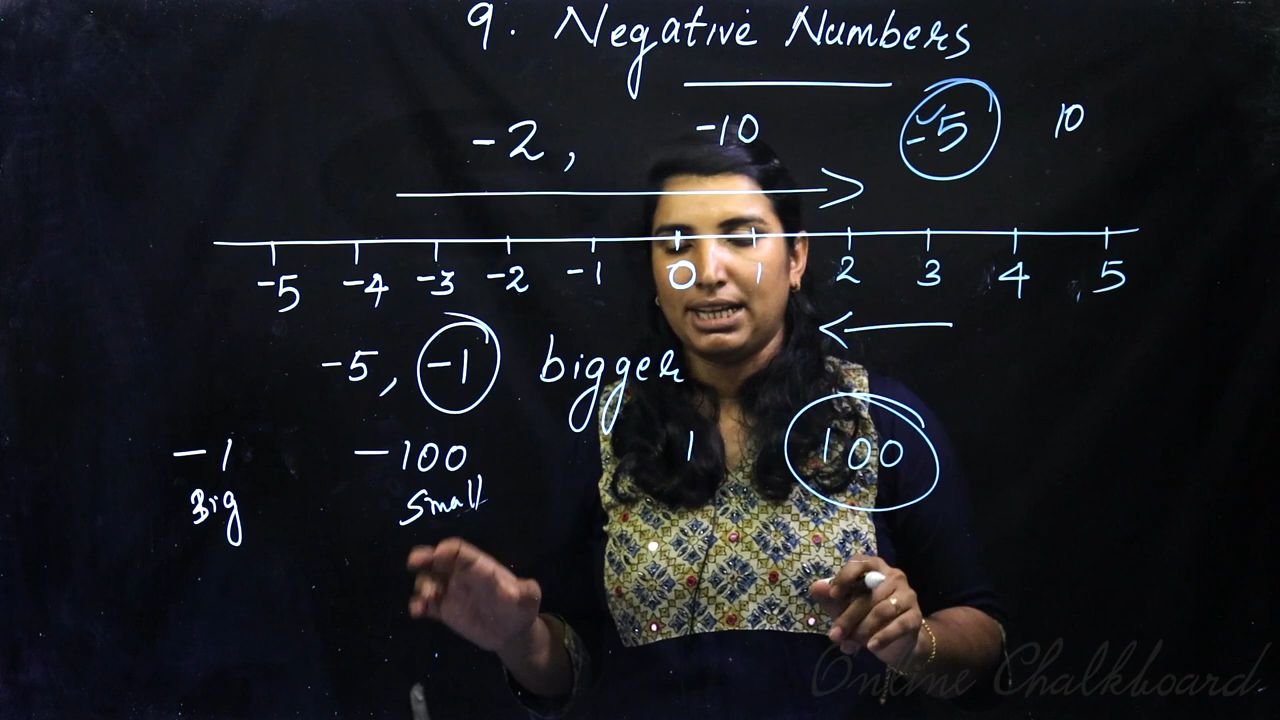 9. Negative Numbers
-2, -10 -5 10
-5 -4 -3 -2 -1 0 1 2 3 4 5
-5, -1 bigger
-1 -100 1 100
Big Small
Online Chalkboard